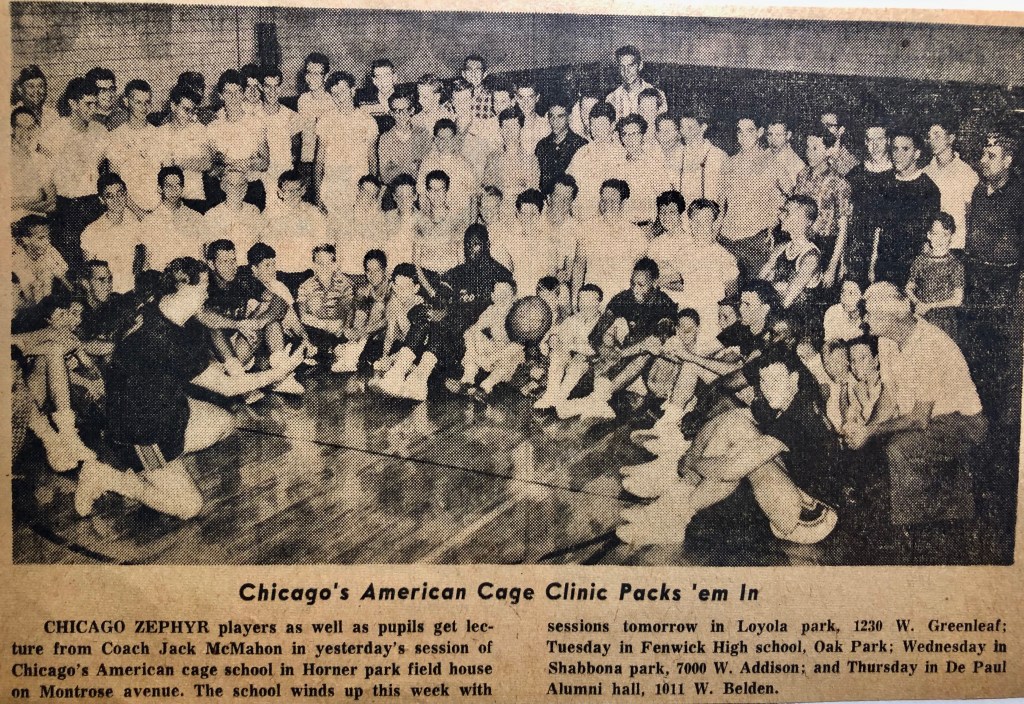 Chicago's American Cage Clinic Packs 'em In
CHICAGO ZEPHYR players as well as pupils get lec-
ture from Coach Jack McMahon in yesterday's session of
Chicago's American cage school in Horner park field house
on Montrose avenue. The school winds up this week with
sessions tomorrow in Loyola park, 1230 W. Greenleaf;
Tuesday in Fenwick High school, Oak Park; Wednesday in
Shabbona park, 7000 W. Addison; and Thursday in De Paul
Alumni hall, 1011 W. Belden.